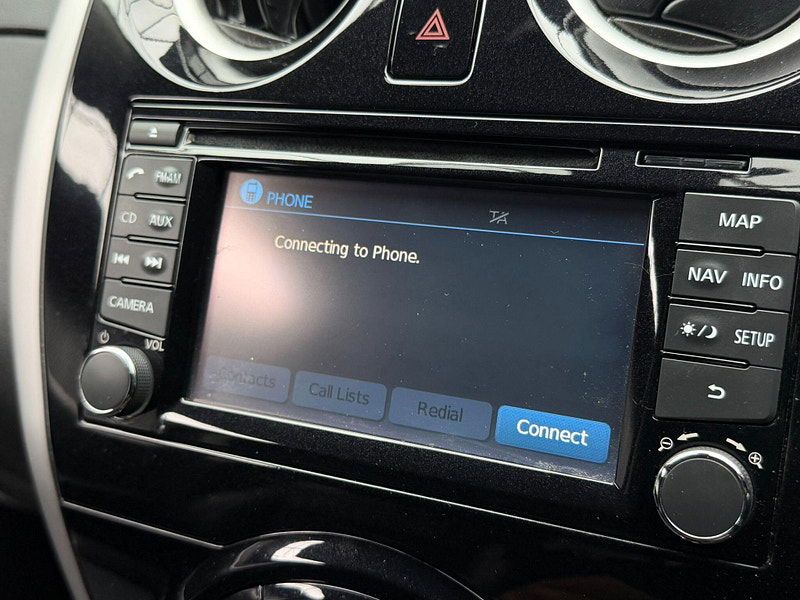 FM·AM
CD AUX
CAMERA
VOL
PHONE
TA
Connecting to Phone.
Contacts
Call Lists
Redial
Connect
MAP
NAV INFO
SETUP